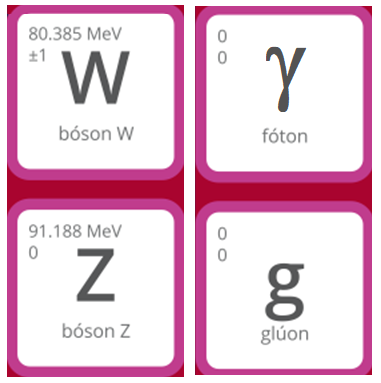 80.385 MeV
±1
W
bóson W
0
0
γ
fóton
91.188 MeV
0
Z
bóson Z
0
0
g
glúon